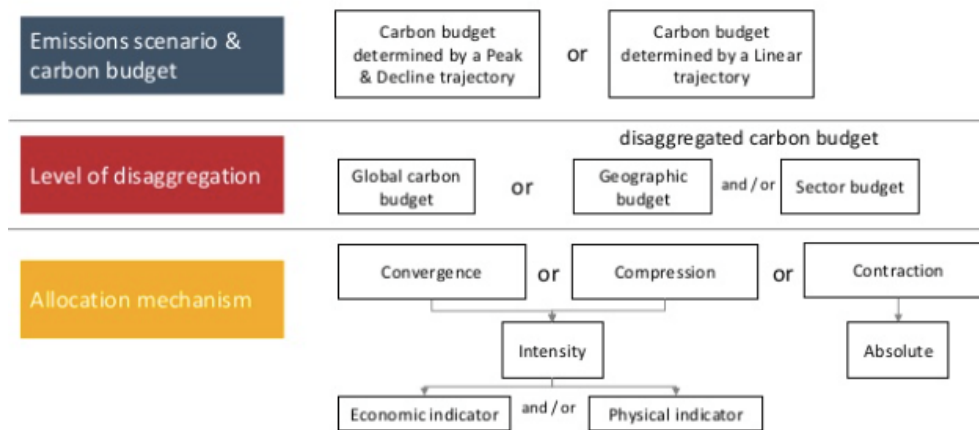 Emissions scenario &
carbon budget
Carbon budget
determined by a Peak
& Decline trajectory
or
Carbon budget
determined by a Linear
trajectory
disaggregated carbon budget
Level of disaggregation
Global carbon
budget
or
Geographic
budget
and / or
Sector budget
Allocation mechanism
Convergence
or
Compression
or
Contraction
Intensity
Absolute
Economic indicator
and / or
Physical indicator